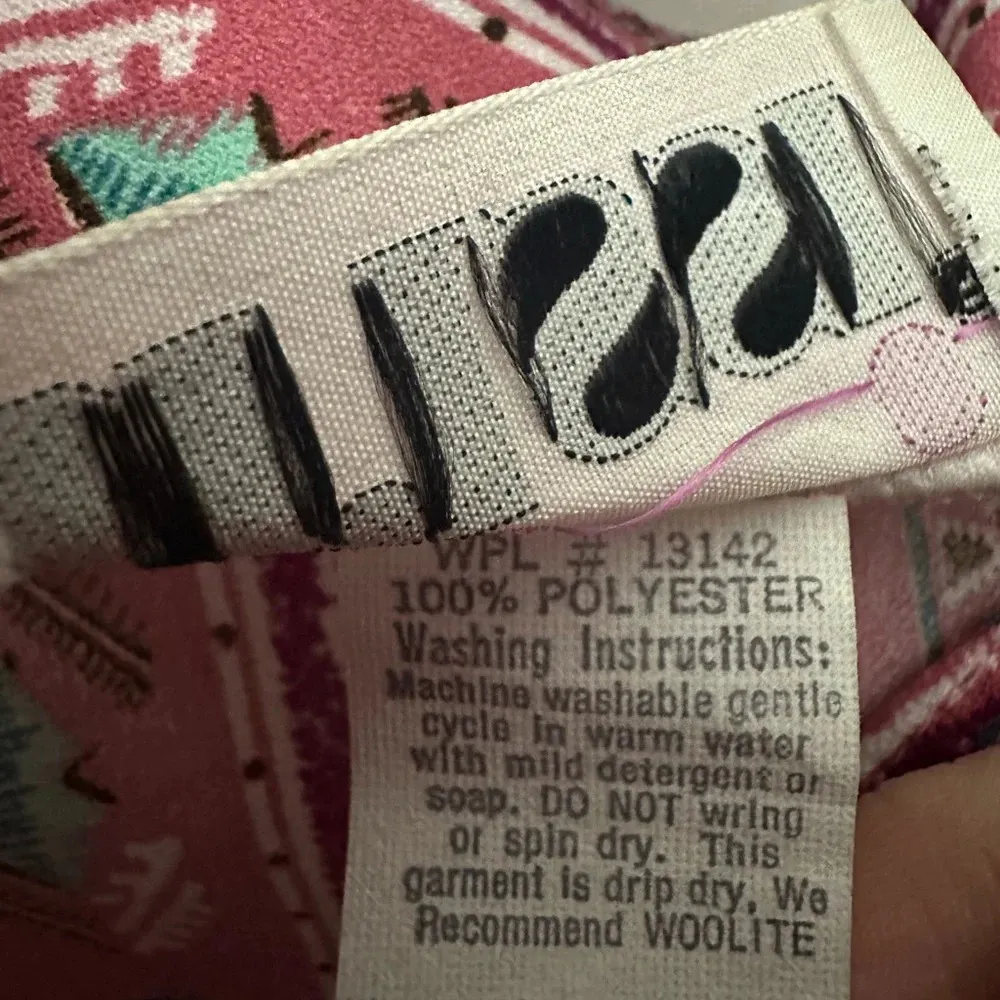 WPL # 13142
100% POLYESTER
Washing Instructions:
Machine washable gentle
cycle in warm water
with mild detergent or
soap. DO NOT wring
or spin dry. This
garment is drip dry. We
Recommend WOOLITE